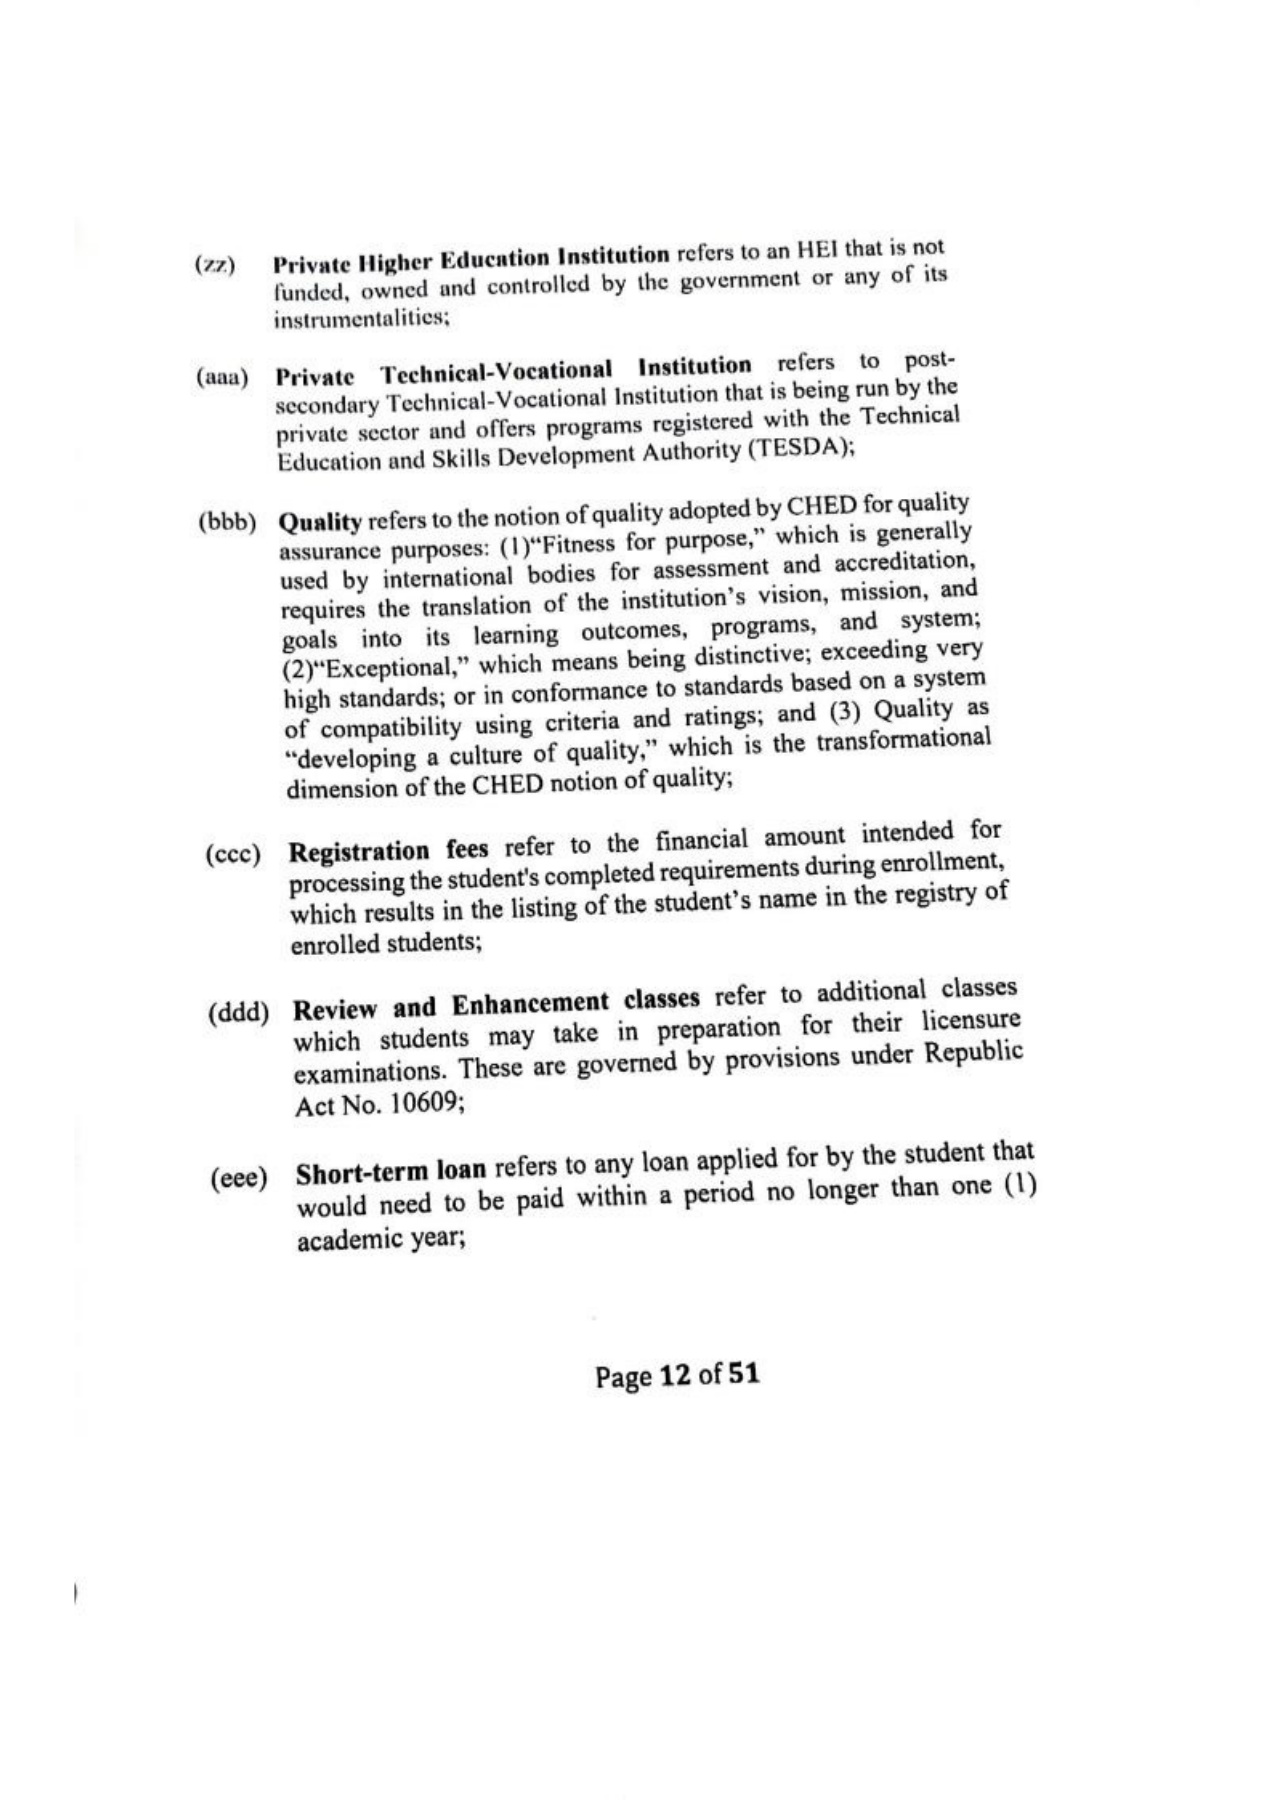 (zz) Private Higher Education Institution refers to an HEI that is not
funded, owned and controlled by the government or any of its
instrumentalities;
(aaa) Private Technical-Vocational Institution refers to post-
secondary Technical-Vocational Institution that is being run by the
private sector and offers programs registered with the Technical
Education and Skills Development Authority (TESDA);
(bbb) Quality refers to the notion of quality adopted by CHED for quality
assurance purposes: (1)“Fitness for purpose,” which is generally
used by international bodies for assessment and accreditation,
requires the translation of the institution’s vision, mission, and
goals into its learning outcomes, programs, and system;
(2)“Exceptional,” which means being distinctive; exceeding very
high standards; or in conformance to standards based on a system
of compatibility using criteria and ratings; and (3) Quality as
“developing a culture of quality,” which is the transformational
dimension of the CHED notion of quality;
(ccc) Registration fees refer to the financial amount intended for
processing the student's completed requirements during enrollment,
which results in the listing of the student’s name in the registry of
enrolled students;
(ddd) Review and Enhancement classes refer to additional classes
which students may take in preparation for their licensure
examinations. These are governed by provisions under Republic
Act No. 10609;
(eee) Short-term loan refers to any loan applied for by the student that
would need to be paid within a period no longer than one (1)
academic year;
Page 12 of 51